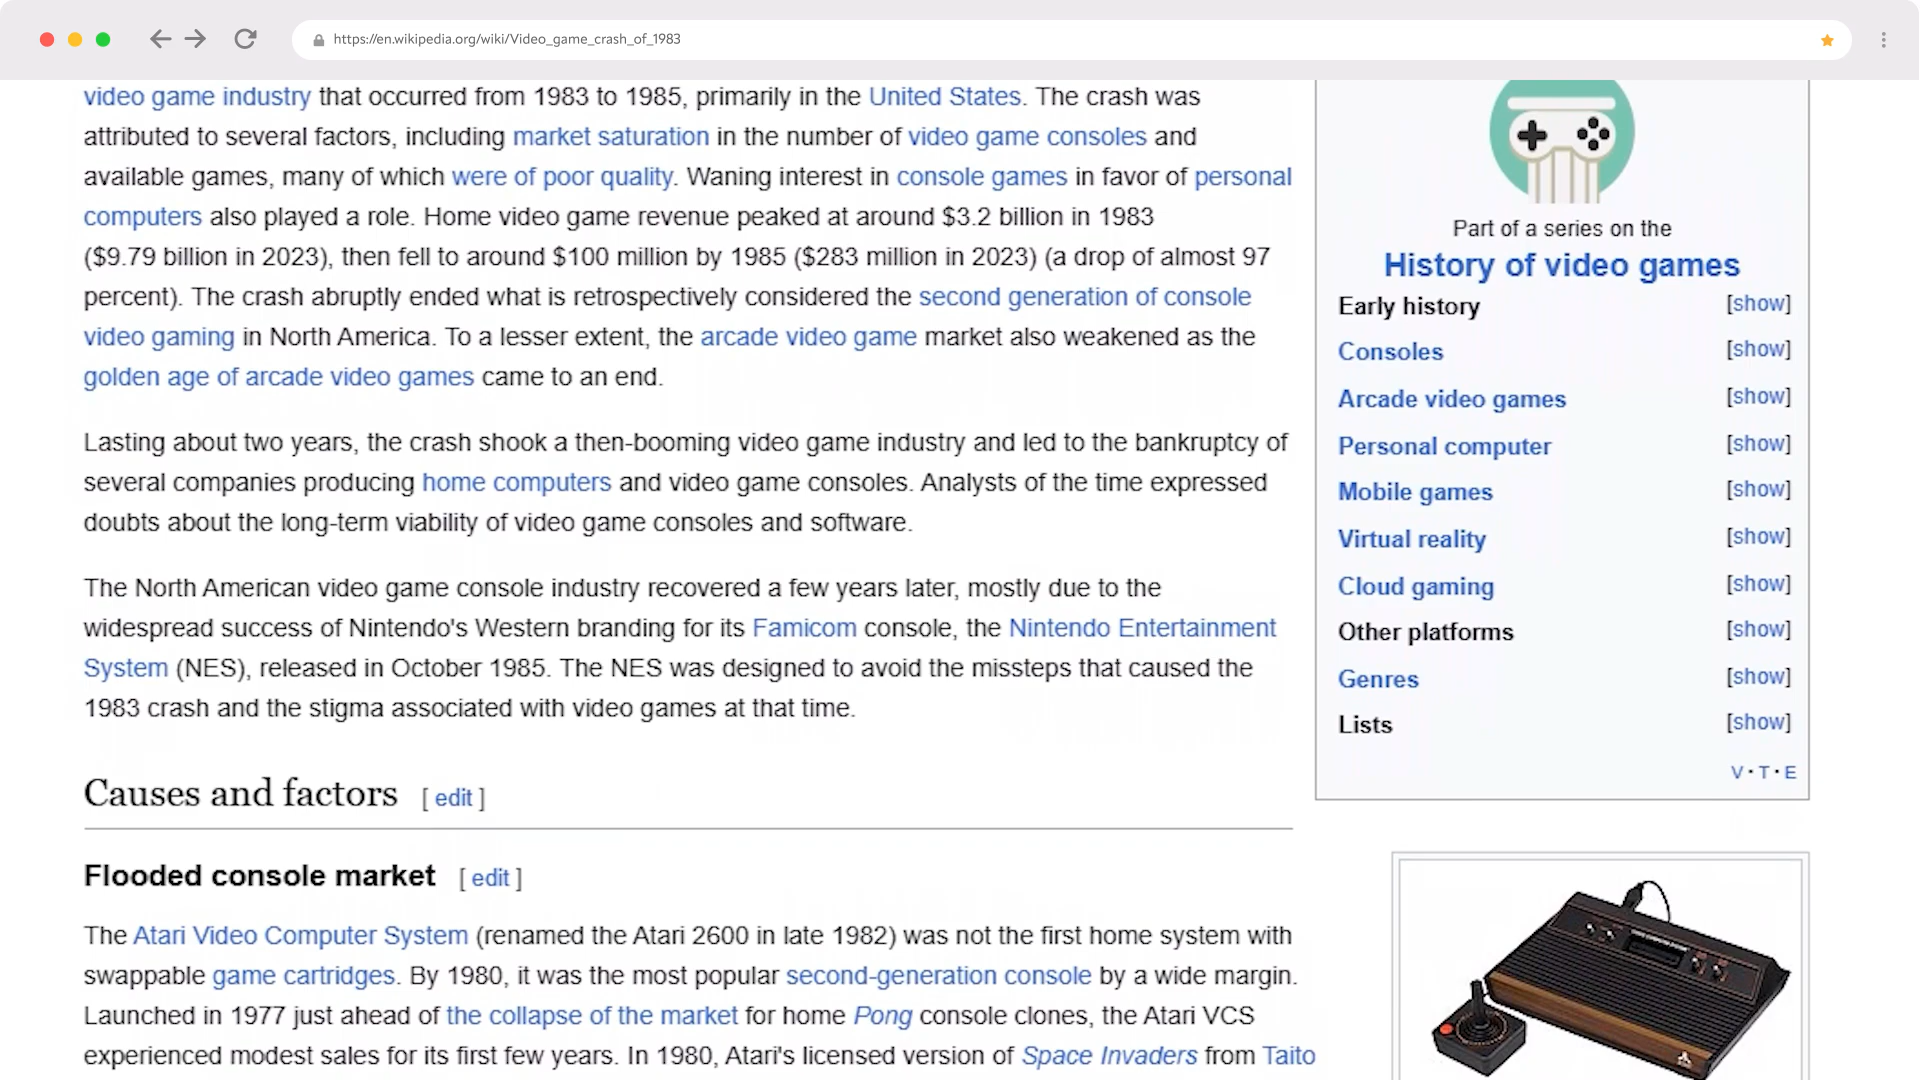 https://en.wikipedia.org/wiki/Video_game_crash_of_1983
video game industry that occurred from 1983 to 1985, primarily in the United States. The crash was
attributed to several factors, including market saturation in the number of video game consoles and
available games, many of which were of poor quality. Waning interest in console games in favor of personal
computers also played a role. Home video game revenue peaked at around $3.2 billion in 1983
($9.79 billion in 2023), then fell to around $100 million by 1985 ($283 million in 2023) (a drop of almost 97
percent). The crash abruptly ended what is retrospectively considered the second generation of console
video gaming in North America. To a lesser extent, the arcade video game market also weakened as the
golden age of arcade video games came to an end.
Lasting about two years, the crash shook a then-booming video game industry and led to the bankruptcy of
several companies producing home computers and video game consoles. Analysts of the time expressed
doubts about the long-term viability of video game consoles and software.
The North American video game console industry recovered a few years later, mostly due to the
widespread success of Nintendo's Western branding for its Famicom console, the Nintendo Entertainment
System (NES), released in October 1985. The NES was designed to avoid the missteps that caused the
1983 crash and the stigma associated with video games at that time.
Causes and factors [ edit ]
Flooded console market [ edit ]
The Atari Video Computer System (renamed the Atari 2600 in late 1982) was not the first home system with
swappable game cartridges. By 1980, it was the most popular second-generation console by a wide margin.
Launched in 1977 just ahead of the collapse of the market for home Pong console clones, the Atari VCS
experienced modest sales for its first few years. In 1980, Atari's licensed version of Space Invaders from Taito
Part of a series on the
History of video games
Early history [show]
Consoles [show]
Arcade video games [show]
Personal computer [show]
Mobile games [show]
Virtual reality [show]
Cloud gaming [show]
Other platforms [show]
Genres [show]
Lists [show]
V · T · E